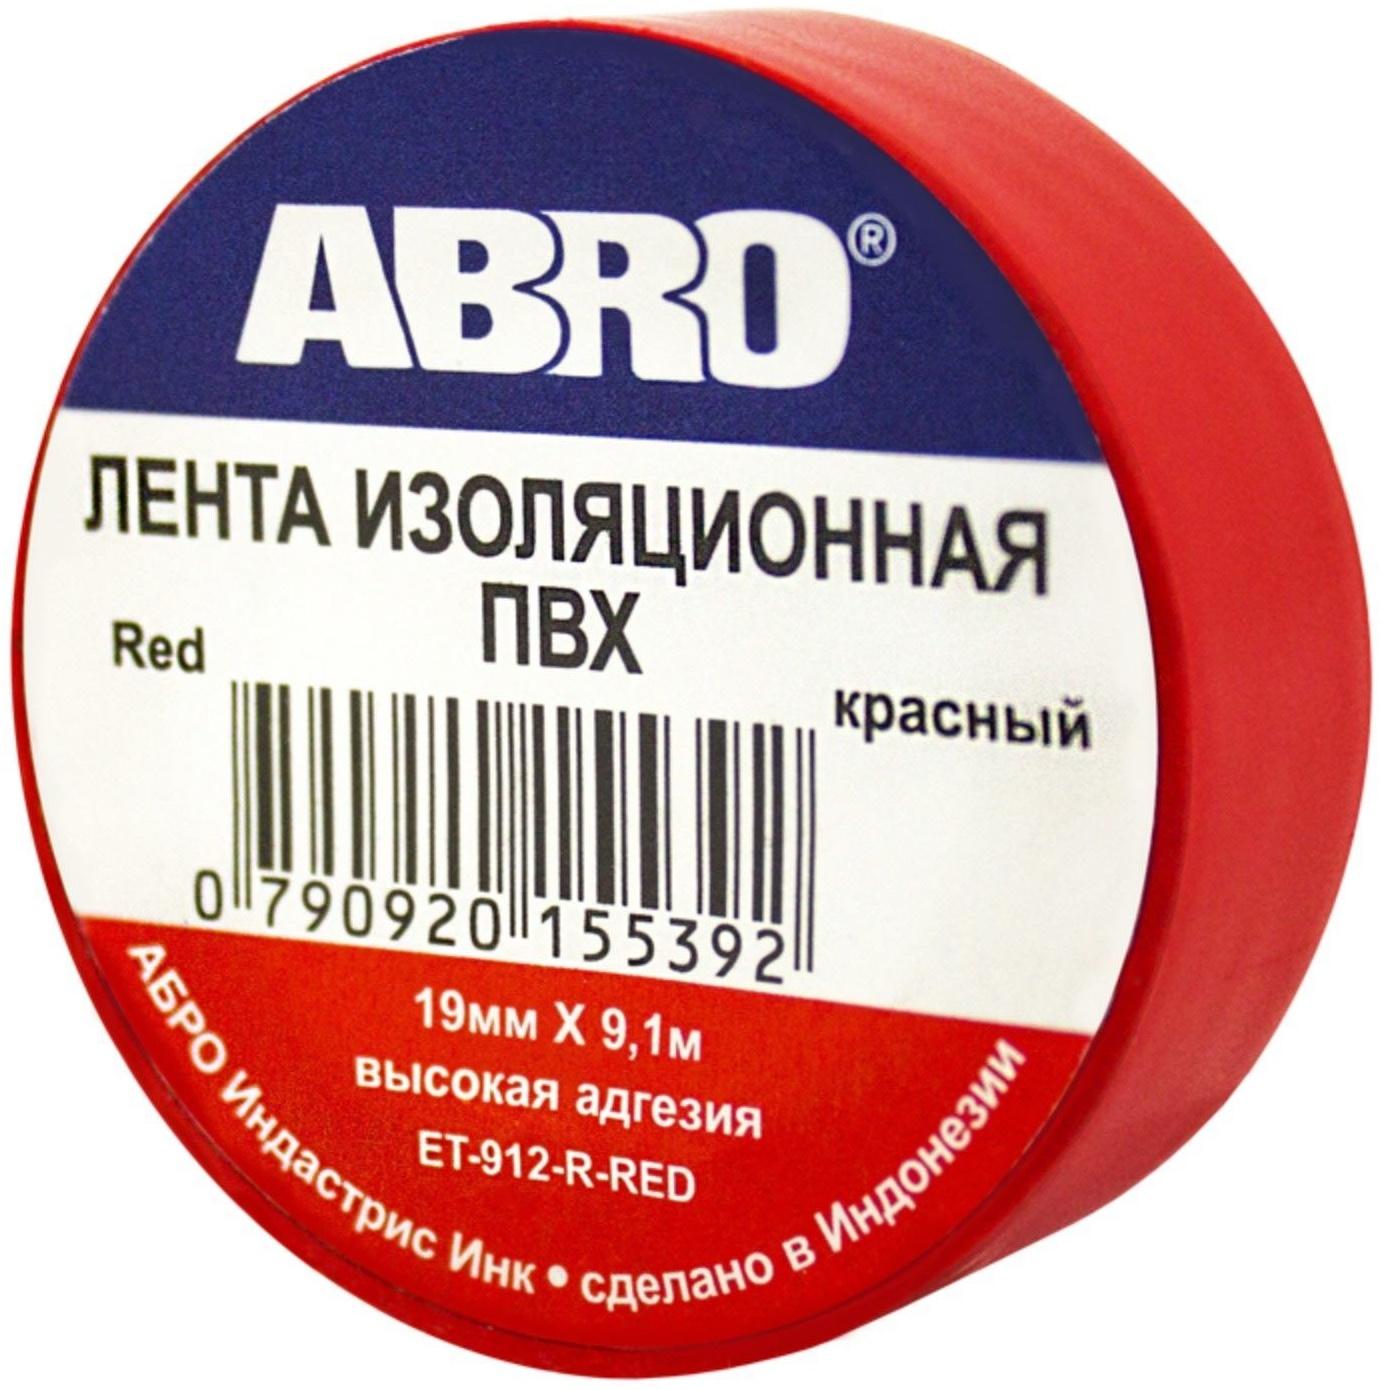 ABRO®
ЛЕНТА ИЗОЛЯЦИОННАЯ
ПВХ
Red
красный
0 790920 155392
19мм X 9,1м
высокая адгезия
ET-912-R-RED
АБРО Индастрис Инк • сделано в Индонезии